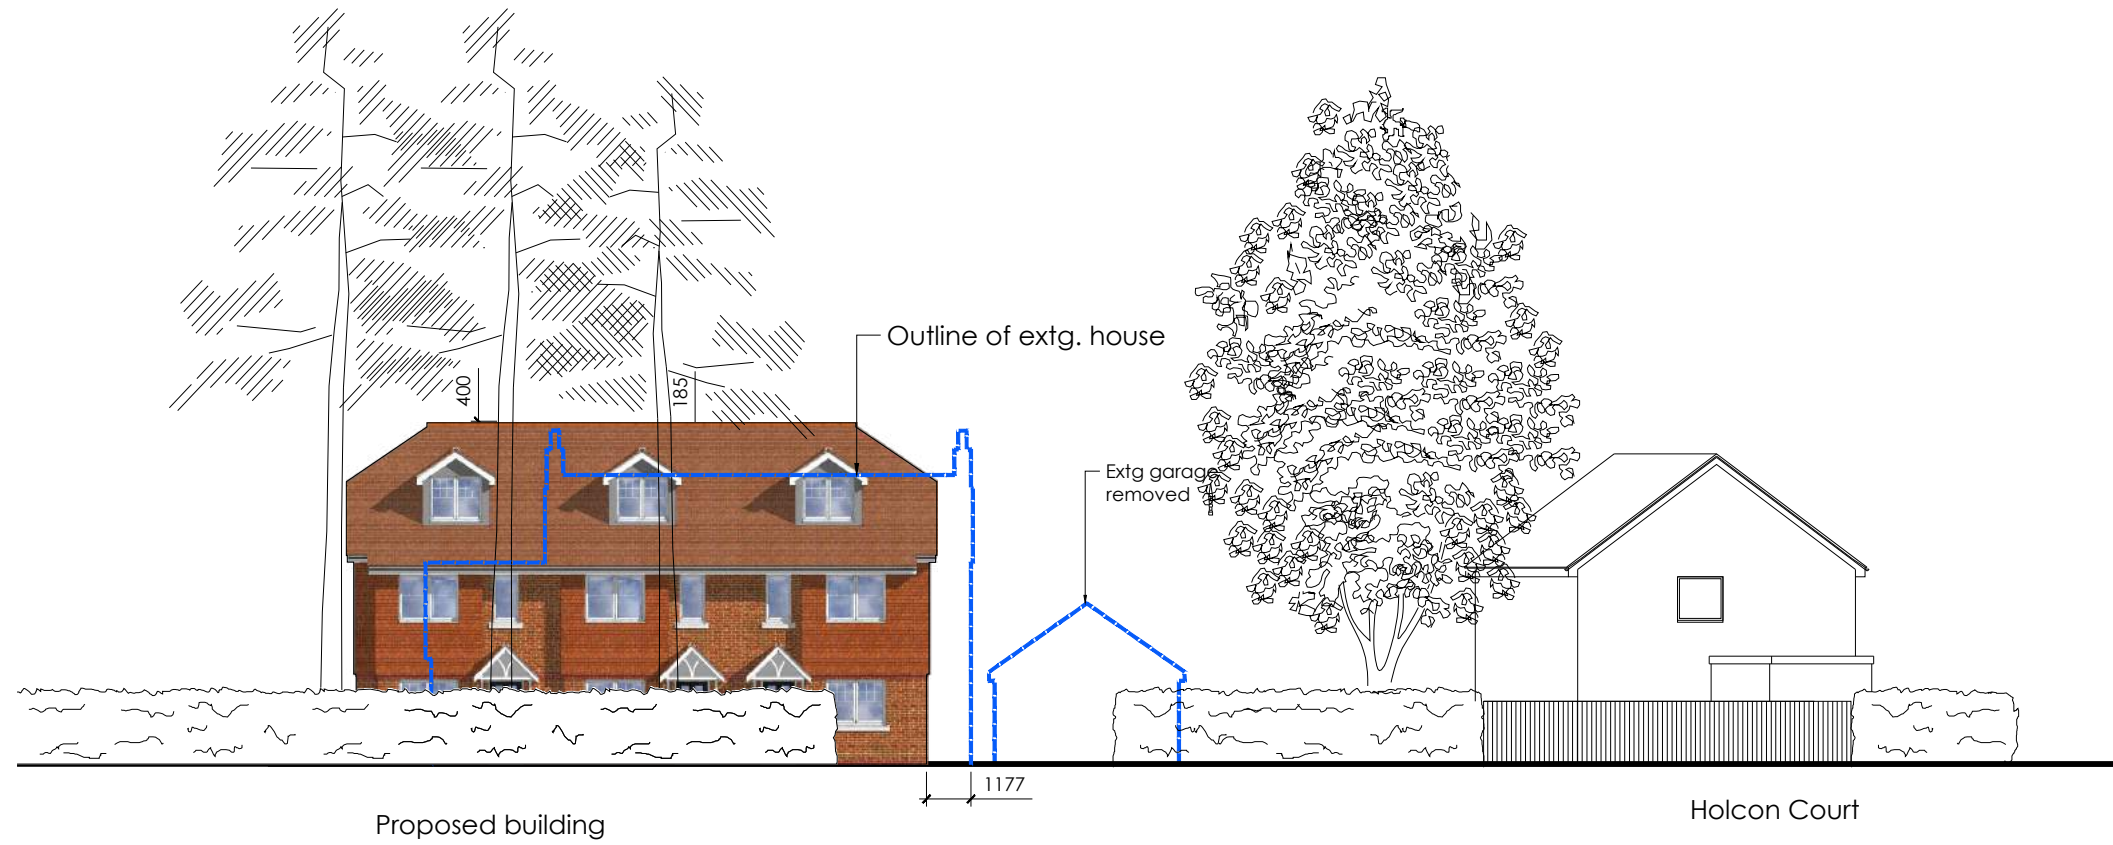 Outline of extg. house
400
185
Extg garage
removed
1177
Proposed building
Holcon Court